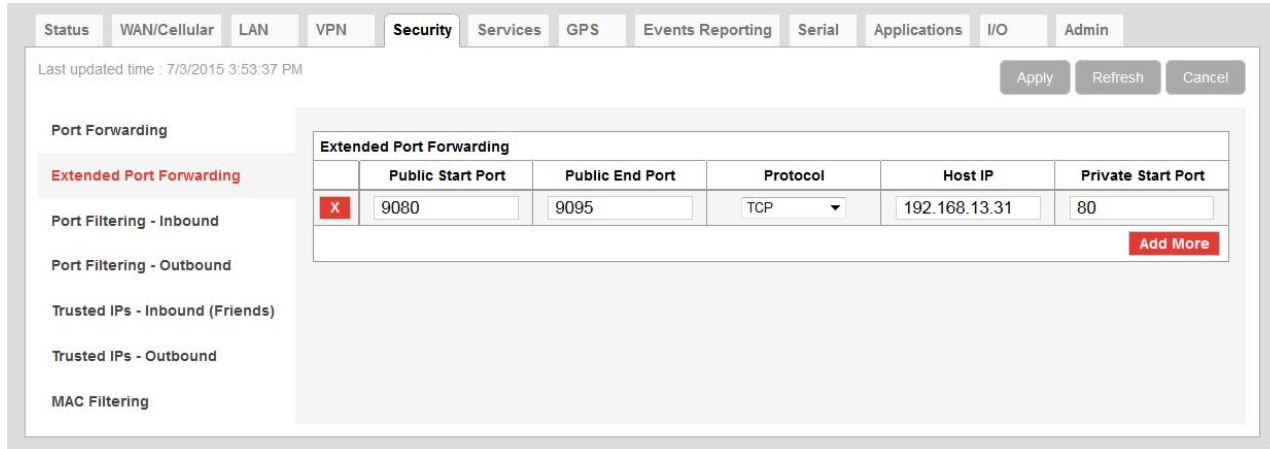 Status WAN/Cellular LAN VPN Security Services GPS Events Reporting Serial Applications I/O Admin
Last updated time : 7/3/2015 3:53:37 PM
Apply Refresh Cancel
Port Forwarding
Extended Port Forwarding
Port Filtering - Inbound
Port Filtering - Outbound
Trusted IPs - Inbound (Friends)
Trusted IPs - Outbound
MAC Filtering
Extended Port Forwarding
Public Start Port Public End Port Protocol Host IP Private Start Port
X 9080 9095 TCP 192.168.13.31 80
Add More